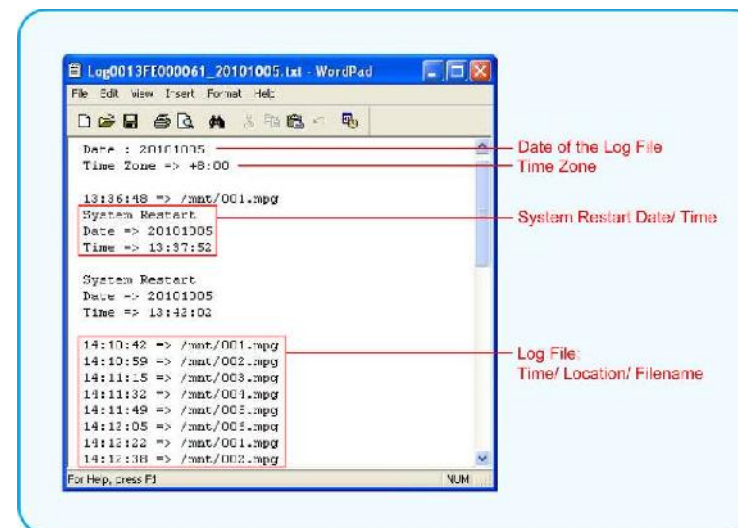 Log0013FE000061_20101005.txt - WordPad
File Edit View Insert Format Help
Date : 20101005
Date of the Log File
Time Zone => +8:00
Time Zone
13:36:48 => /mnt/001.mpg
System Restart
Date => 20101005
Time => 13:37:52
System Restart Date/ Time
System Restart
Date => 20101005
Time => 13:42:02
14:10:42 => /mnt/001.mpg
14:10:59 => /mnt/002.mpg
14:11:15 => /mnt/003.mpg
14:11:32 => /mnt/004.mpg
14:11:49 => /mnt/005.mpg
14:12:05 => /mnt/006.mpg
14:12:22 => /mnt/001.mpg
14:12:38 => /mnt/002.mpg
Log File:
Time/ Location/ Filename
For Help, press F1
NUM